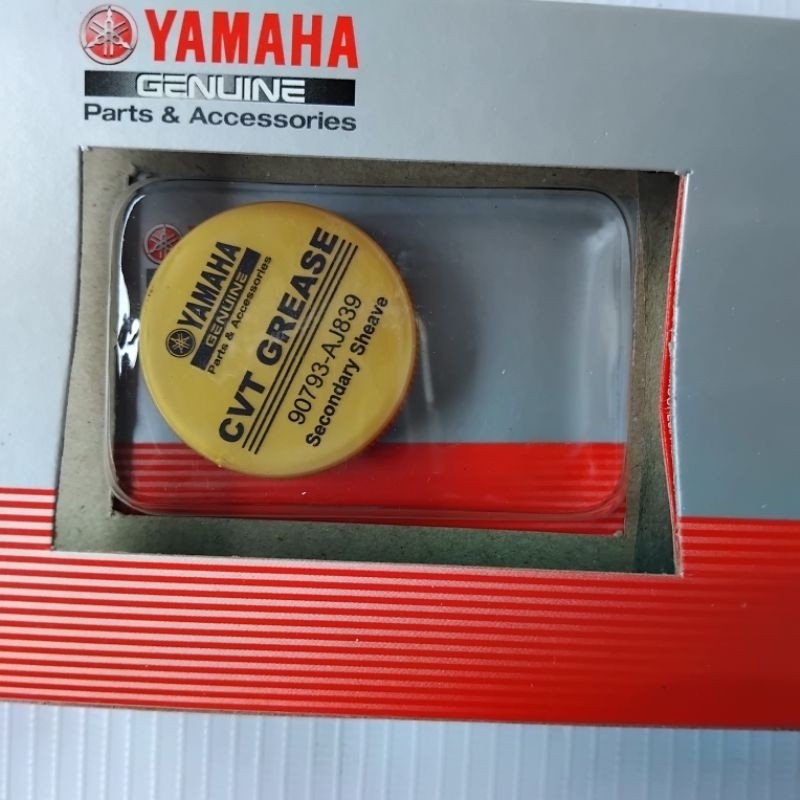 YAMAHA
GENUINE
Parts & Accessories
YAMAHA
GENUINE
Parts & Accessories
CVT GREASE
90793-AJ839
Secondary Sheave